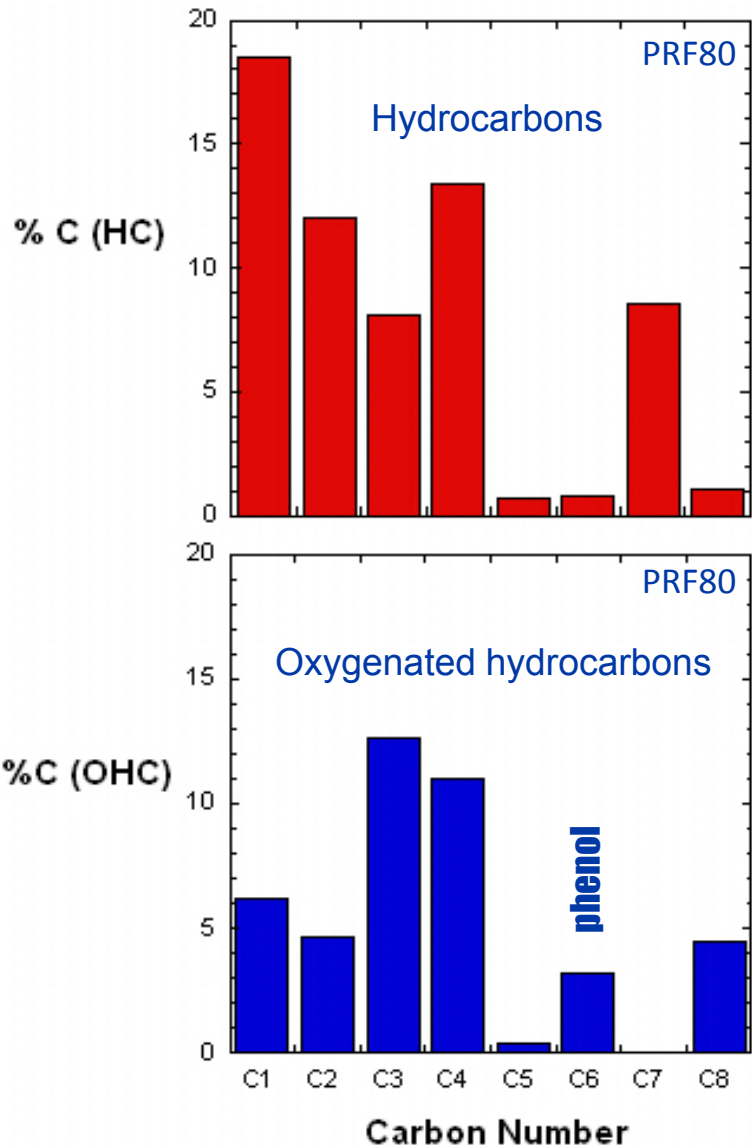 20
PRF80
Hydrocarbons
15
% C (HC)
10
5
0
20
PRF80
Oxygenated hydrocarbons
15
%C (OHC)
10
phenol
5
0
C1 C2 C3 C4 C5 C6 C7 C8
Carbon Number